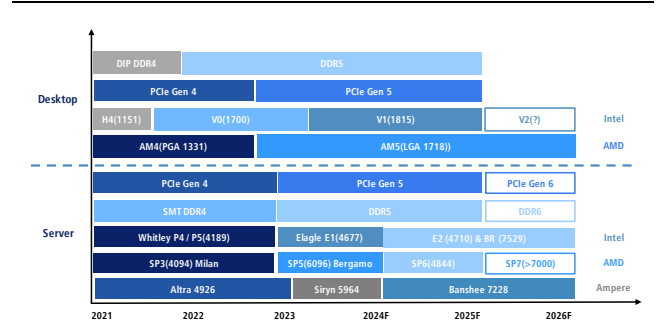 DIP DDR4 DDR5
PCIe Gen 4 PCIe Gen 5
Desktop
H4(1151) V0(1700) V1(1815) V2(?) Intel
AM4(PGA 1331) AM5(LGA 1718)) AMD
PCIe Gen 4 PCIe Gen 5 PCIe Gen 6
SMT DDR4 DDR5 DDR6
Server
Whitley P4 / P5(4189) Elagle E1(4677) E2 (4710) & BR (7529) Intel
SP3(4094) Milan SP5(6096) Bergamo SP6(4844) SP7(>7000) AMD
Altra 4926 Siryn 5964 Banshee 7228 Ampere
2021 2022 2023 2024F 2025F 2026F